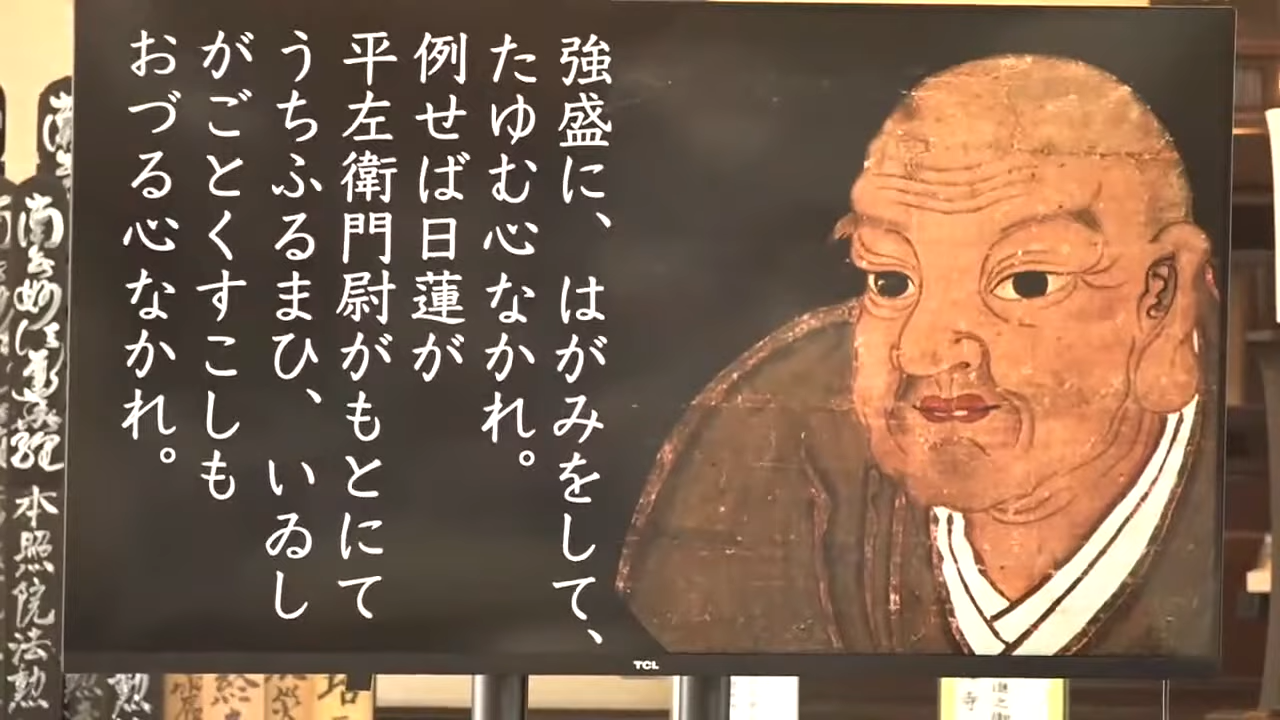 強盛に、はがみをして、
たゆむ心なかれ。
例せば日蓮が
平左衛門尉がもとにて
うちふるまひ、いゐし
がごとくすこしも
おづる心なかれ。
TCL
本照院法勲